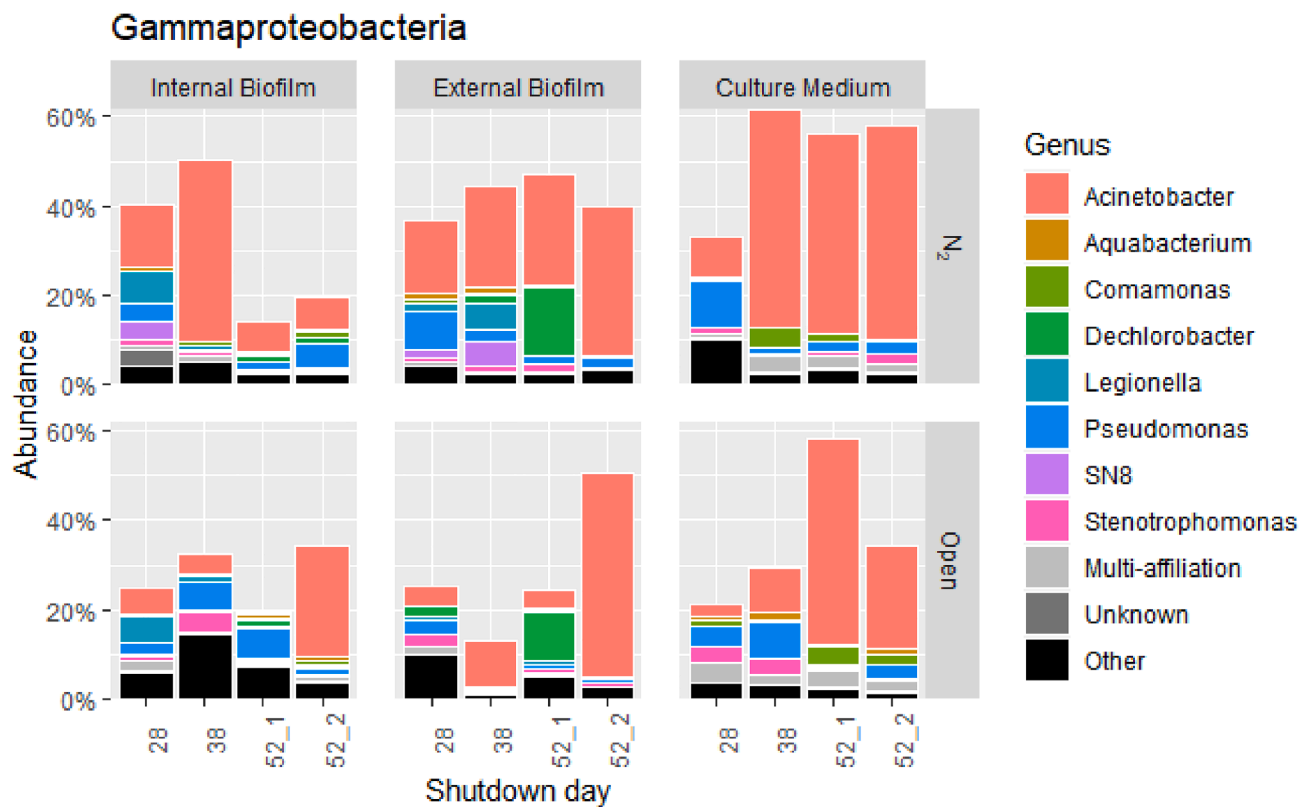 Gammaproteobacteria
Internal Biofilm
External Biofilm
Culture Medium
60%
40%
20%
0%
N2
60%
40%
20%
0%
Open
Abundance
28
38
52_1
52_2
28
38
52_1
52_2
28
38
52_1
52_2
Shutdown day
Genus
Acinetobacter
Aquabacterium
Comamonas
Dechlorobacter
Legionella
Pseudomonas
SN8
Stenotrophomonas
Multi-affiliation
Unknown
Other